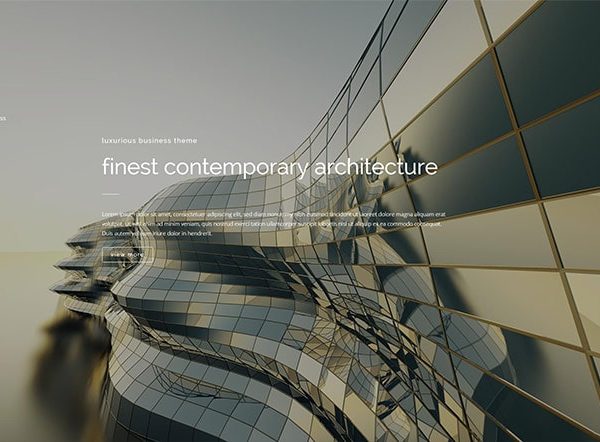 ss
luxurious business theme
finest contemporary architecture
Lorem ipsum dolor sit amet, consectetuer adipiscing elit, sed diam nonummy nibh euismod tincidunt ut laoreet dolore magna aliquam erat
volutpat. Ut wisi enim ad minim veniam, quis nostrud exerci tation ullamcorper suscipit lobortis nisl ut aliquip ex ea commodo consequat.
Duis autem vel eum iriure dolor in hendrerit.
view more